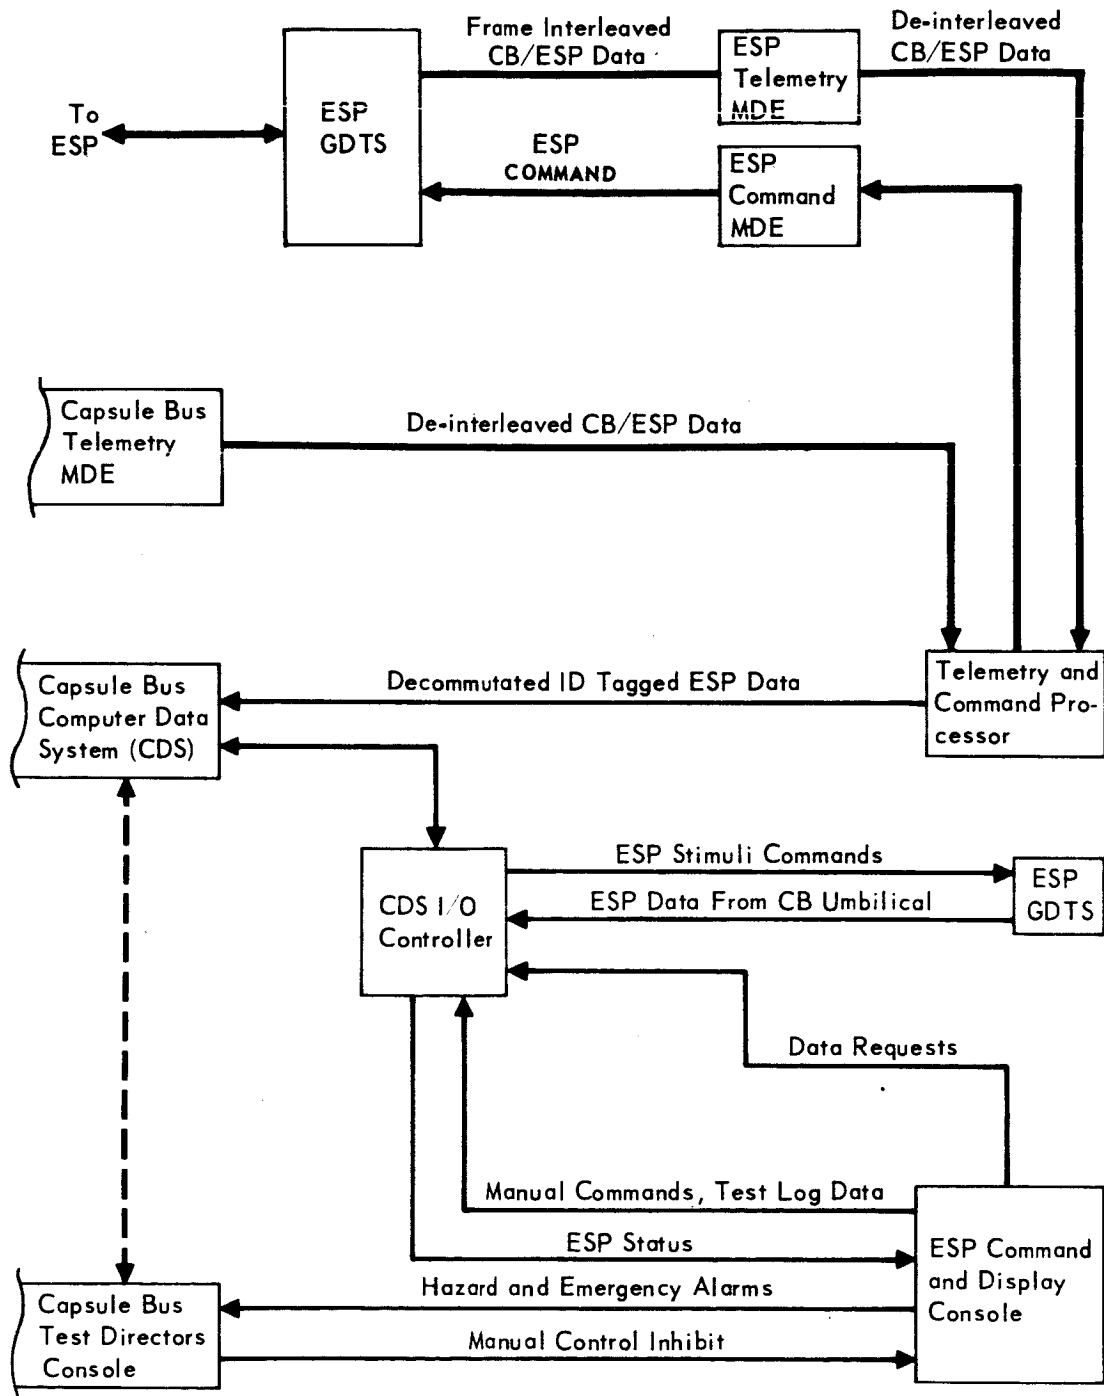 Frame Interleaved
CB/ESP Data
De-interleaved
CB/ESP Data
To
ESP
ESP
GDTS
ESP
Telemetry
MDE
ESP
COMMAND
ESP
Command
MDE
Capsule Bus
Telemetry
MDE
De-interleaved CB/ESP Data
Capsule Bus
Computer Data
System (CDS)
Decommutated ID Tagged ESP Data
Telemetry and
Command Pro-
cessor
CDS I/O
Controller
ESP Stimuli Commands
ESP Data From CB Umbilical
ESP
GDTS
Data Requests
Manual Commands, Test Log Data
ESP Status
Hazard and Emergency Alarms
Manual Control Inhibit
ESP Command
and Display
Console
Capsule Bus
Test Directors
Console